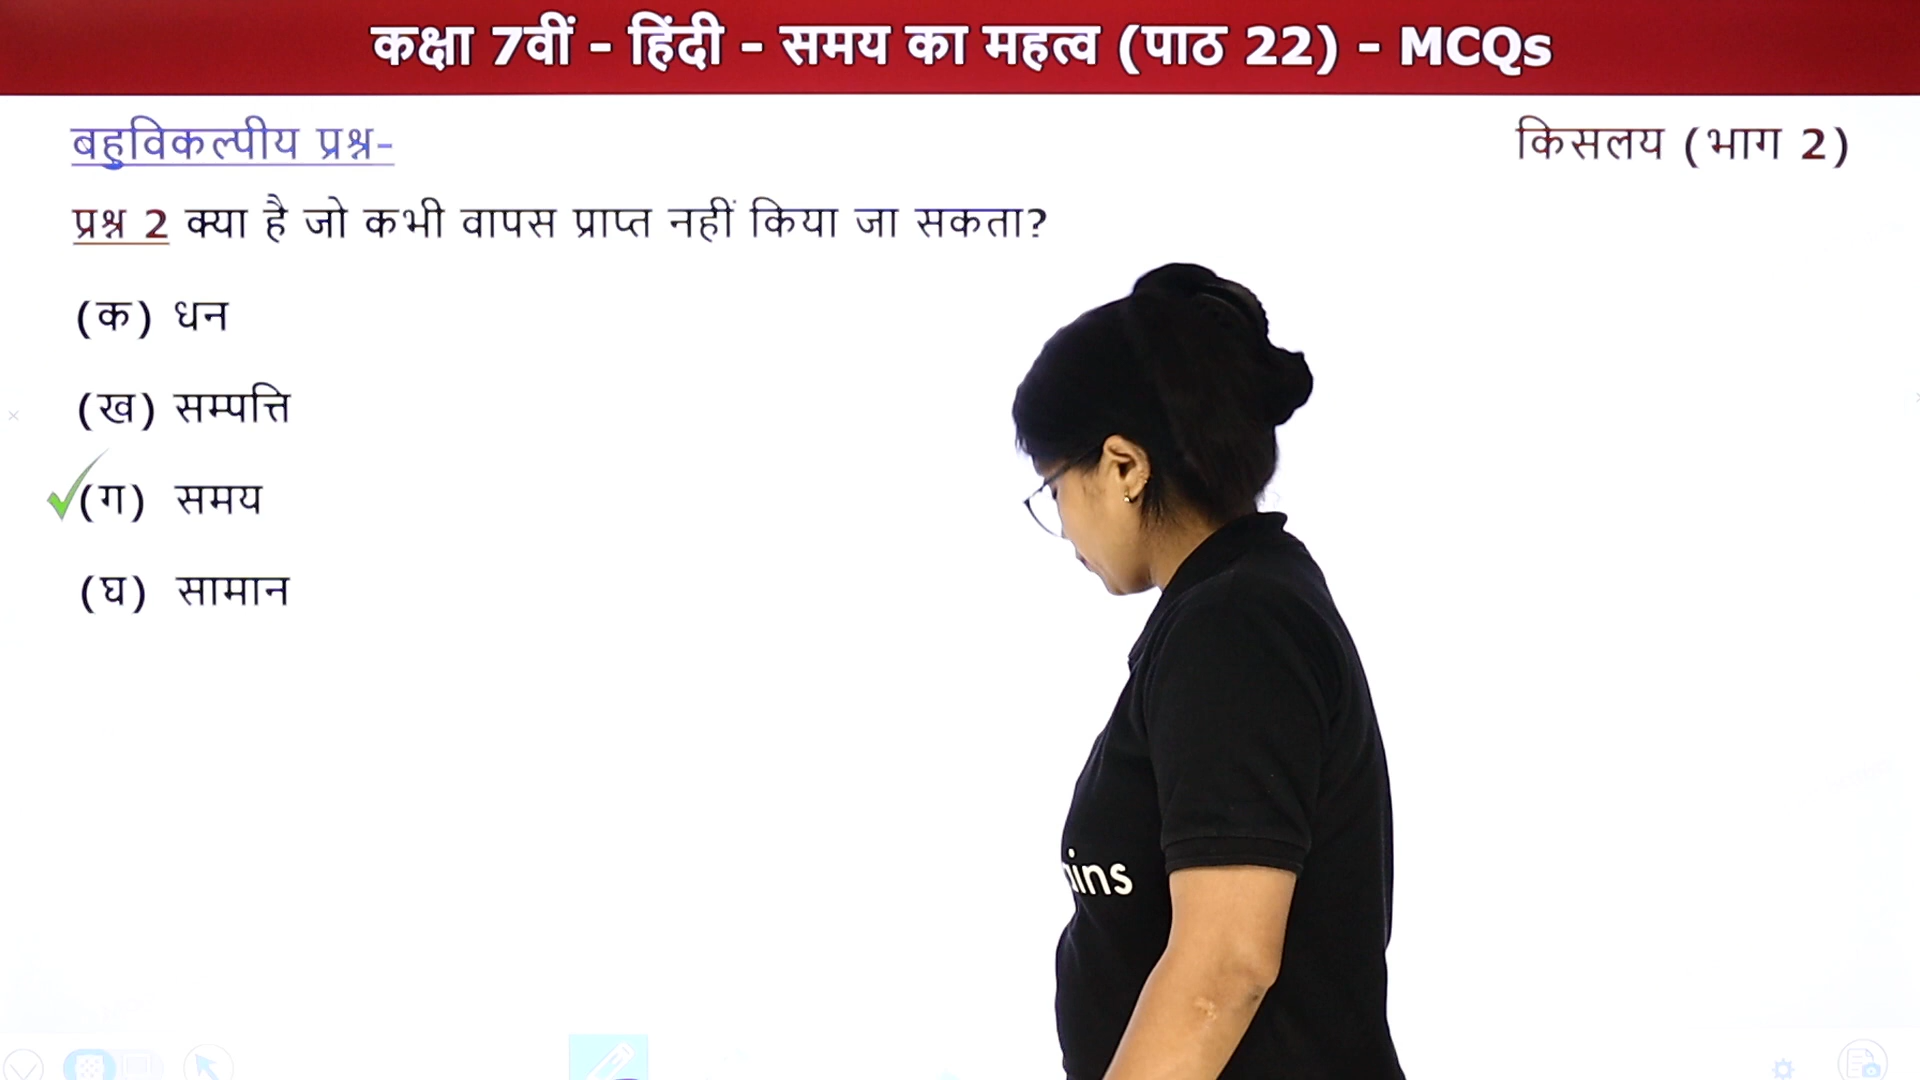 कक्षा 7वीं - हिंदी - समय का महत्व (पाठ 22) - MCQs
बहुविकल्पीय प्रश्न-
किसलय (भाग 2)
प्रश्न 2 क्या है जो कभी वापस प्राप्त नहीं किया जा सकता?
(क) धन
(ख) सम्पत्ति
(ग) समय
(घ) सामान